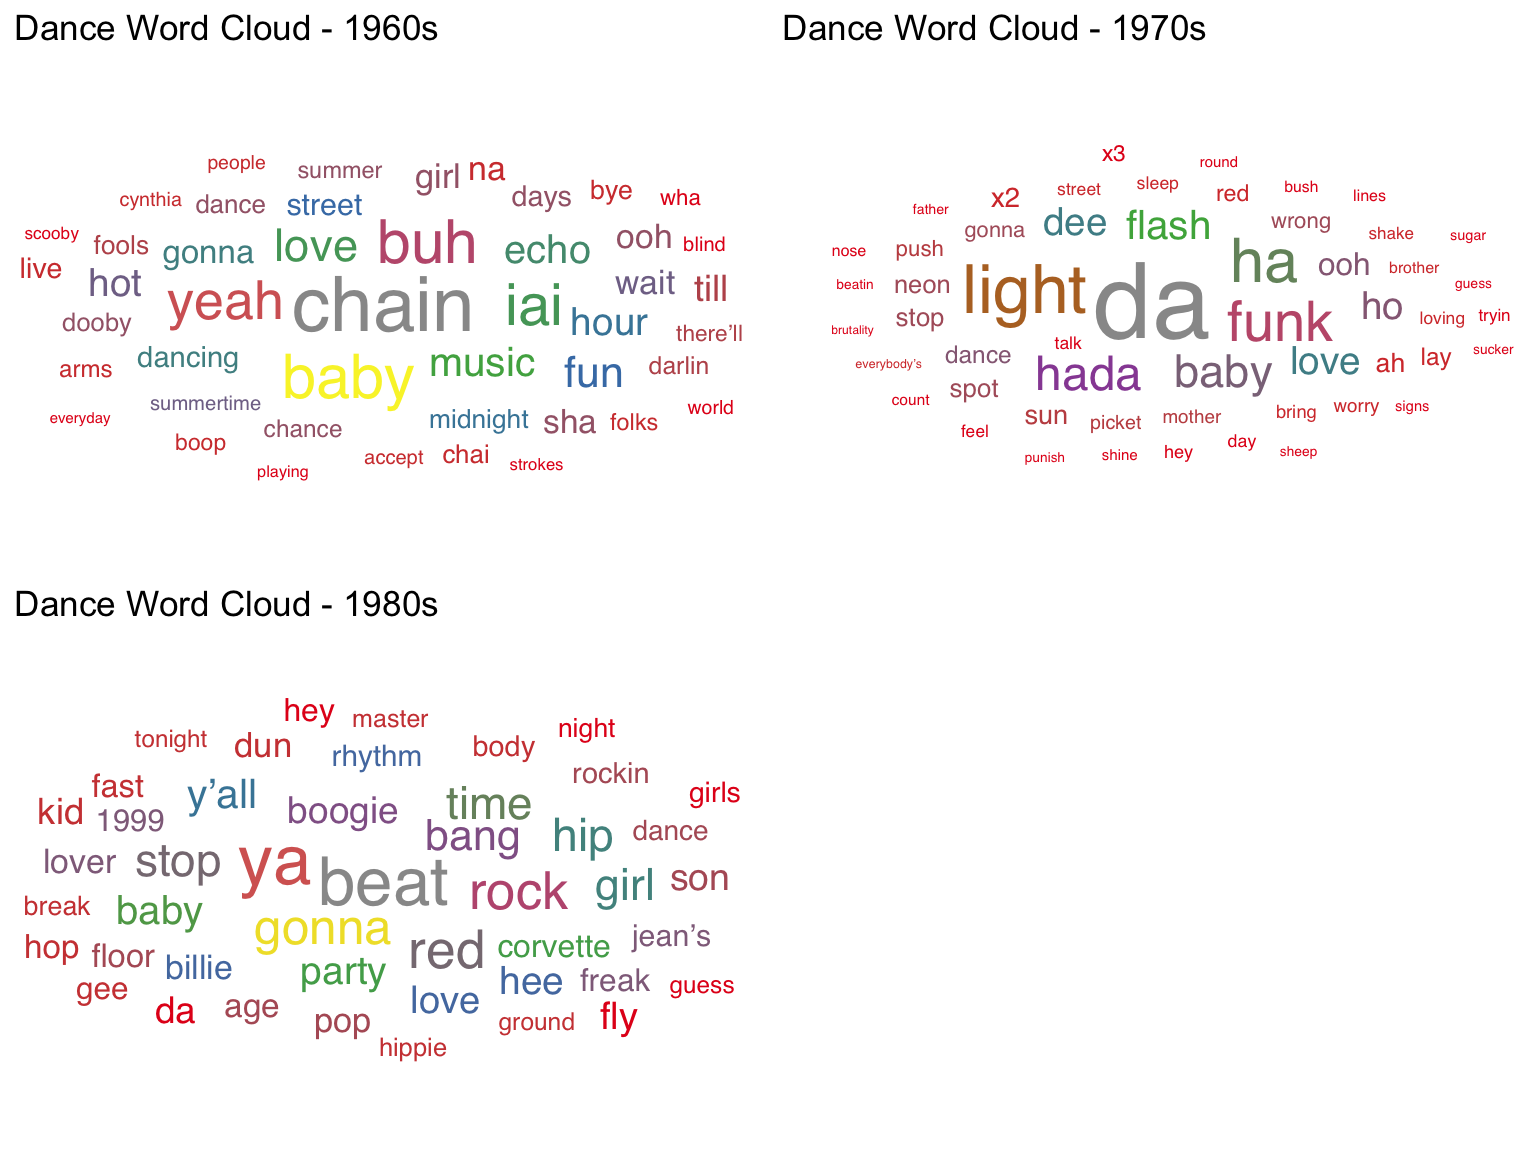 Dance Word Cloud - 1960s
people summer girl na
cynthia dance street days bye wha
scooby fools gonna love buh echo ooh blind
live hot yeah chain iai wait till
dooby hour there'll
arms dancing baby music fun darlin
everyday summertime chance midnight sha folks world
boop accept chai strokes
playing
Dance Word Cloud - 1970s
x3 round
x2 street sleep red bush lines
father gonna dee flash wrong shake sugar
nose push ha ooh brother
beatin neon light da guess
brutality stop funk ho loving tryin
everybody's dance talk love ah lay sucker
count spot hada baby
feel sun picket mother bring worry signs
punish shine hey day sheep
Dance Word Cloud - 1980s
hey master night
tonight dun rhythm body
fast rockin girls
kid 1999 y'all boogie time
lover stop ya bang hip dance
break baby beat rock girl son
hop floor gonna red corvette jean's
gee billie party hee freak guess
da age love
pop ground fly
hippie